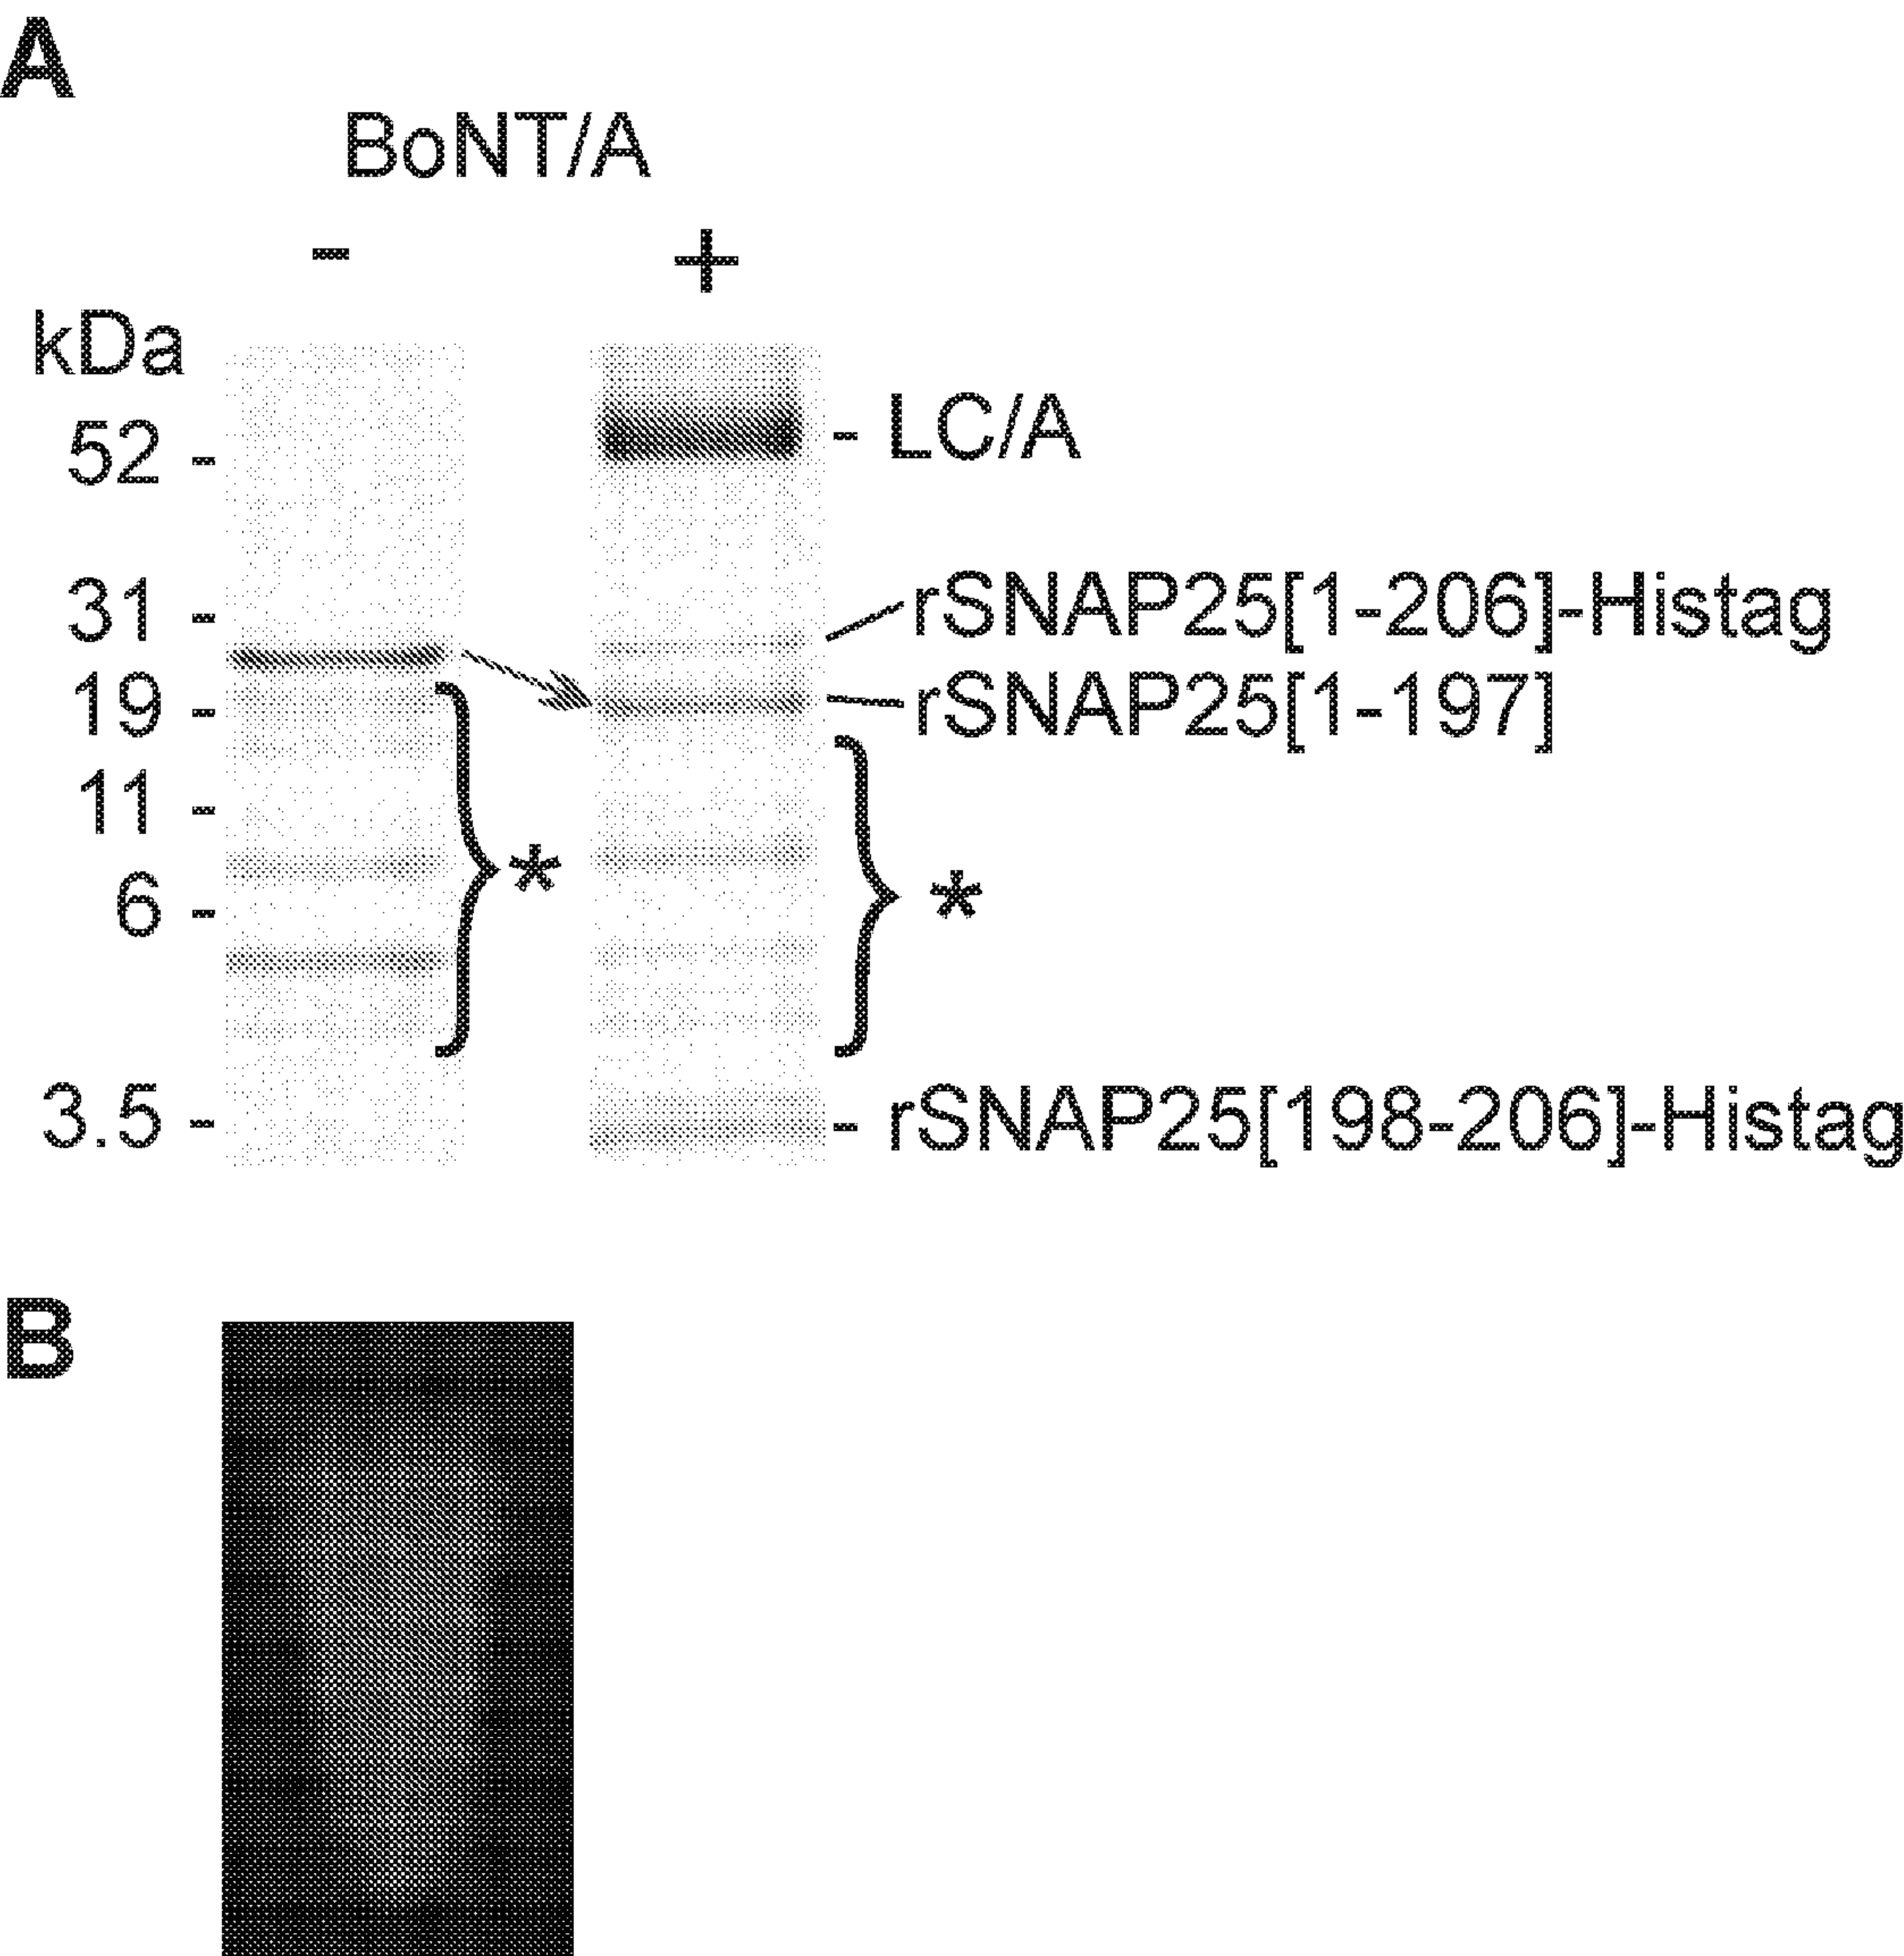 A
BoNT/A
- +
kDa
52 - - LC/A
31 - rSNAP25[1-206]-Histag
19 - rSNAP25[1-197]
11 -
* *
6 -
3.5 - - rSNAP25[198-206]-Histag
B